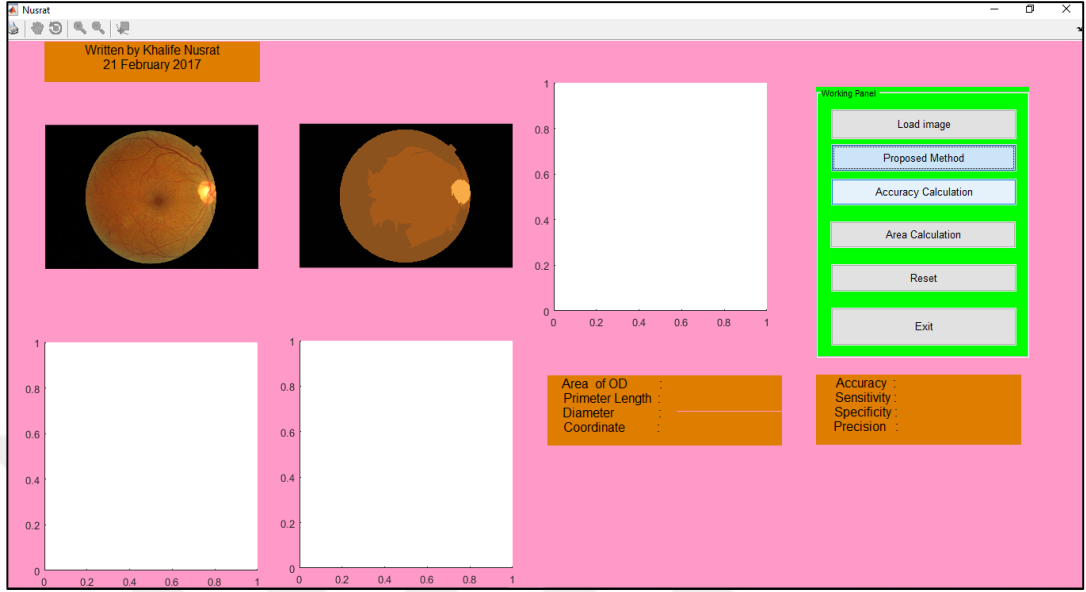 Nusrat
Written by Khalife Nusrat
21 February 2017
1
0.8
0.6
0.4
0.2
0
0 0.2 0.4 0.6 0.8 1
Working Panel
Load image
Proposed Method
Accuracy Calculation
Area Calculation
Reset
Exit
1
0.8
0.6
0.4
0.2
0
0 0.2 0.4 0.6 0.8 1
1
0.8
0.6
0.4
0.2
0
0 0.2 0.4 0.6 0.8 1
Area of OD :
Primeter Length :
Diameter :
Coordinate :
Accuracy :
Sensitivity :
Specificity :
Precision :